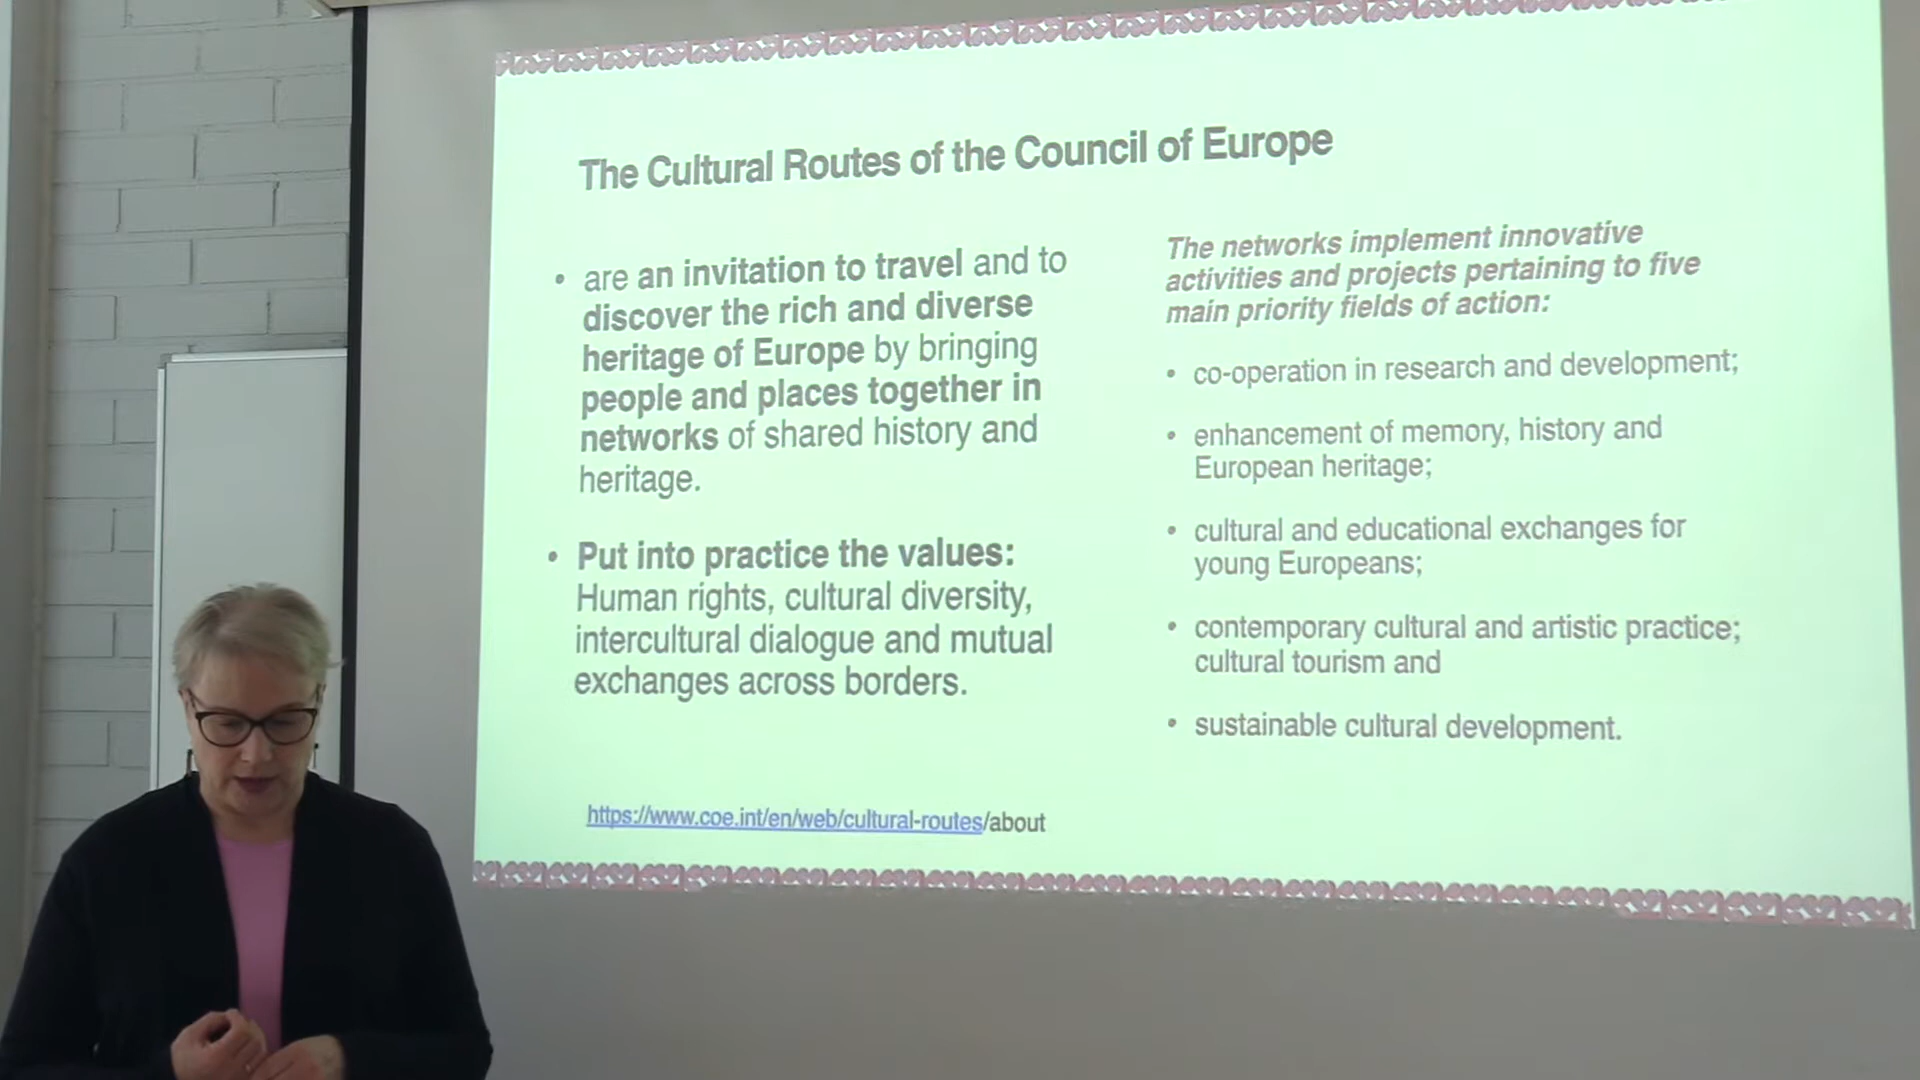 The Cultural Routes of the Council of Europe
• are an invitation to travel and to
discover the rich and diverse
heritage of Europe by bringing
people and places together in
networks of shared history and
heritage.
• Put into practice the values:
Human rights, cultural diversity,
intercultural dialogue and mutual
exchanges across borders.
https://www.coe.int/en/web/cultural-routes/about
The networks implement innovative
activities and projects pertaining to five
main priority fields of action:
• co-operation in research and development;
• enhancement of memory, history and
European heritage;
• cultural and educational exchanges for
young Europeans;
• contemporary cultural and artistic practice;
cultural tourism and
• sustainable cultural development.